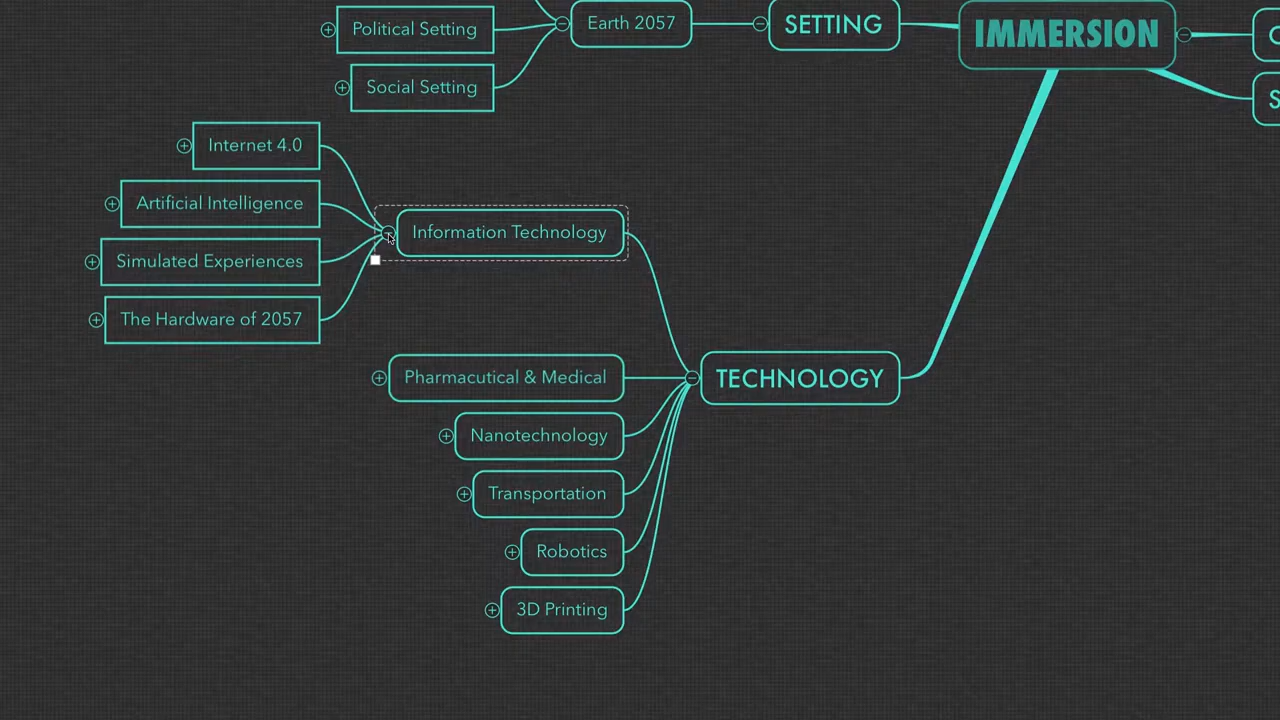 Political Setting
Earth 2057
SETTING
IMMERSION
Social Setting
Internet 4.0
Artificial Intelligence
Information Technology
Simulated Experiences
The Hardware of 2057
Pharmacutical & Medical
TECHNOLOGY
Nanotechnology
Transportation
Robotics
3D Printing